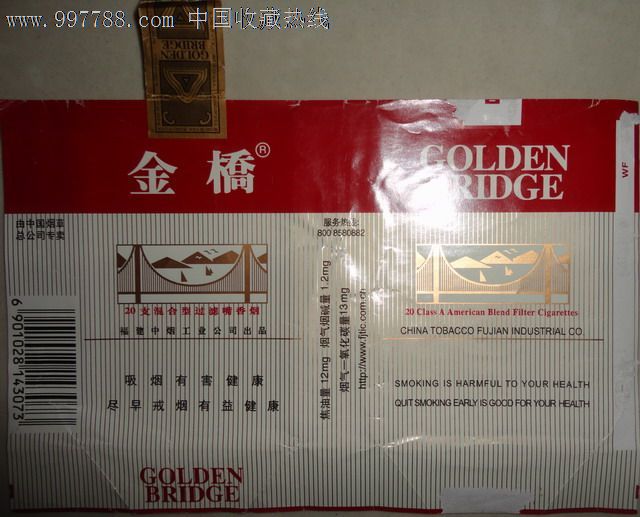 www.997788.com 中国收藏热线
GOLDEN
BRIDGE
金橋®
GOLDEN
BRIDGE
WF
由中国烟草
总公司专卖
服务热线:
800 8580882
20支混合型过滤嘴香烟
福建中烟工业公司出品
吸烟有害健康
尽早戒烟有益健康
6 901028 143073
焦油量 12mg 烟气烟碱量 1.2mg
烟气一氧化碳量13mg
http://www.fjtic.com.cn
20 Class A American Blend Filter Cigarettes
CHINA TOBACCO FUJIAN INDUSTRIAL CO
SMOKING IS HARMFUL TO YOUR HEALTH
QUIT SMOKING EARLY IS GOOD FOR YOUR HEALTH
GOLDEN
BRIDGE